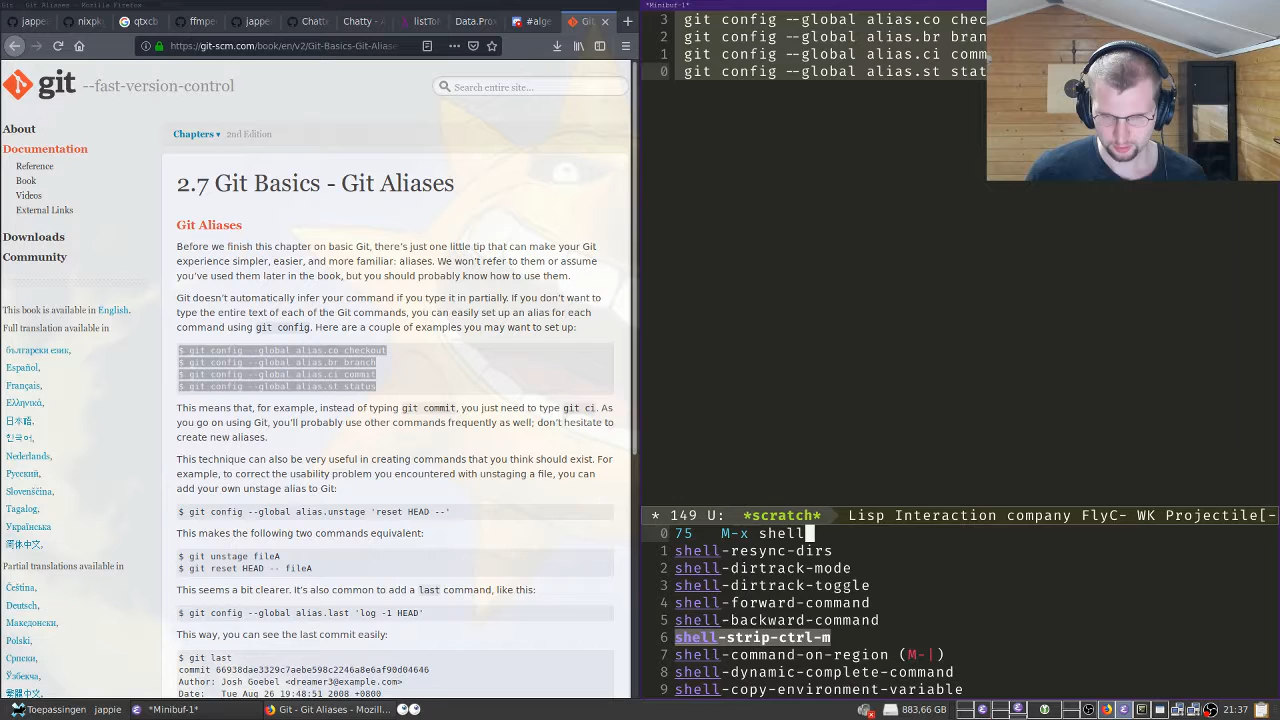 Git - Git Aliases - Mozilla Firefox
jappe
nixpkg
qtxcb
ffmpe
jappe
Chatte
Chatty -
listToM
Data.Pro
#alge
Git
https://git-scm.com/book/en/v2/Git-Basics-Git-Aliase
git --fast-version-control
Search entire site...
About
Documentation
Reference
Book
Videos
External Links
Downloads
Community
This book is available in English.
Full translation available in
български език,
Español,
Français,
Ελληνικά,
日本語,
한국어,
Nederlands,
Русский,
Slovenščina,
Tagalog,
Українська
简体中文,
Partial translations available in
Čeština,
Deutsch,
Македонски,
Polski,
Српски,
Ўзбекча,
繁體中文,
Chapters ▾ 2nd Edition
2.7 Git Basics - Git Aliases
Git Aliases
Before we finish this chapter on basic Git, there's just one little tip that can make your Git
experience simpler, easier, and more familiar: aliases. We won't refer to them or assume
you've used them later in the book, but you should probably know how to use them.
Git doesn't automatically infer your command if you type it in partially. If you don't want to
type the entire text of each of the Git commands, you can easily set up an alias for each
command using git config. Here are a couple of examples you may want to set up:
$ git config --global alias.co checkout
$ git config --global alias.br branch
$ git config --global alias.ci commit
$ git config --global alias.st status
This means that, for example, instead of typing git commit, you just need to type git ci. As
you go on using Git, you'll probably use other commands frequently as well; don't hesitate to
create new aliases.
This technique can also be very useful in creating commands that you think should exist. For
example, to correct the usability problem you encountered with unstaging a file, you can
add your own unstage alias to Git:
$ git config --global alias.unstage 'reset HEAD --'
This makes the following two commands equivalent:
$ git unstage fileA
$ git reset HEAD -- fileA
This seems a bit clearer. It's also common to add a last command, like this:
$ git config --global alias.last 'log -1 HEAD'
This way, you can see the last commit easily:
$ git last
commit 66938dae3329c7aebe598c2246a8e6af90d04646
Author: Josh Goebel <dreamer3@example.com>
Date: Tue Aug 26 19:48:51 2008 +0800
*Minibuf-1*
3 git config --global alias.co chec
2 git config --global alias.br bran
1 git config --global alias.ci comm
0 git config --global alias.st stat
* 149 U: *scratch* Lisp Interaction company FlyC- WK Projectile[-
0 75 M-x shell
1 shell-resync-dirs
2 shell-dirtrack-mode
3 shell-dirtrack-toggle
4 shell-forward-command
5 shell-backward-command
6 shell-strip-ctrl-m
7 shell-command-on-region (M-|)
8 shell-dynamic-complete-command
9 shell-copy-environment-variable
Toepassingen jappie *Minibuf-1* Git - Git Aliases - Mozill... 883,66 GB 21:37